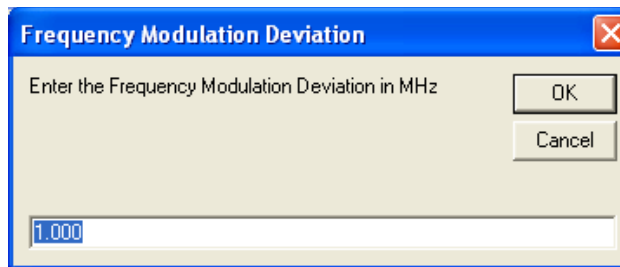 Frequency Modulation Deviation
Enter the Frequency Modulation Deviation in MHz
OK
Cancel
1.000